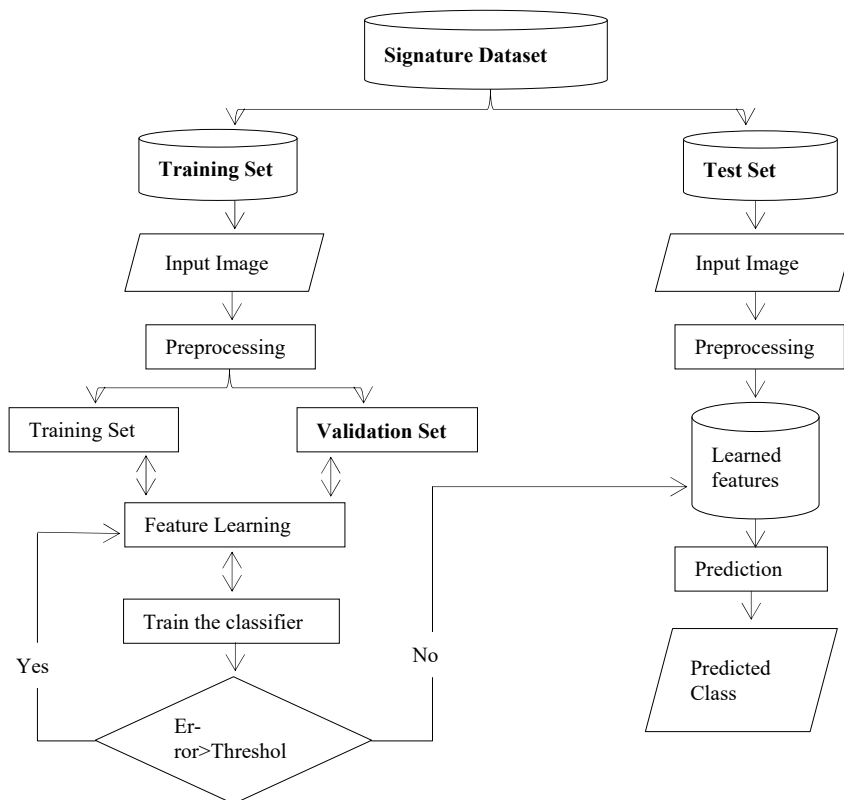 Signature Dataset
Training Set
Test Set
Input Image
Input Image
Preprocessing
Preprocessing
Training Set
Validation Set
Learned
features
Feature Learning
Prediction
Train the classifier
Yes
No
Predicted
Class
Er-
ror>Threshol